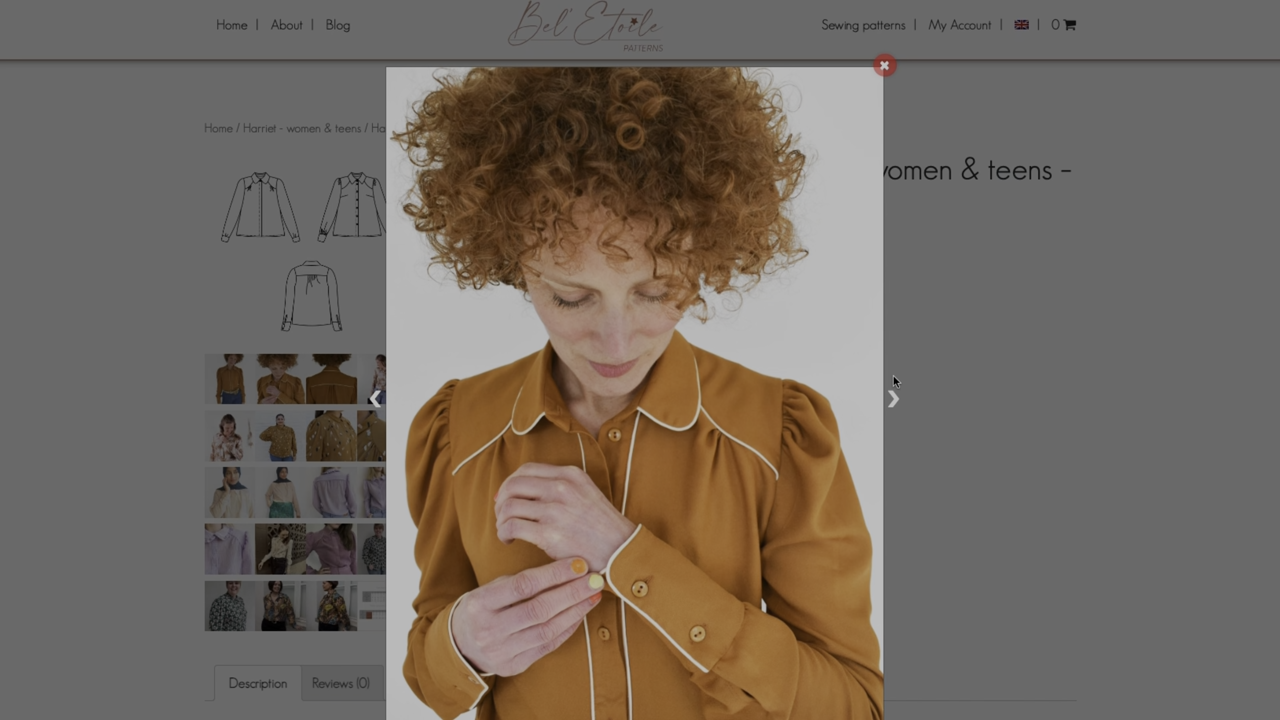 Home | About | Blog
Bel' Etoile
PATTERNS
Sewing patterns | My Account | | 0
Home / Harriet - women & teens / Ha
women & teens -
Description
Reviews (0)